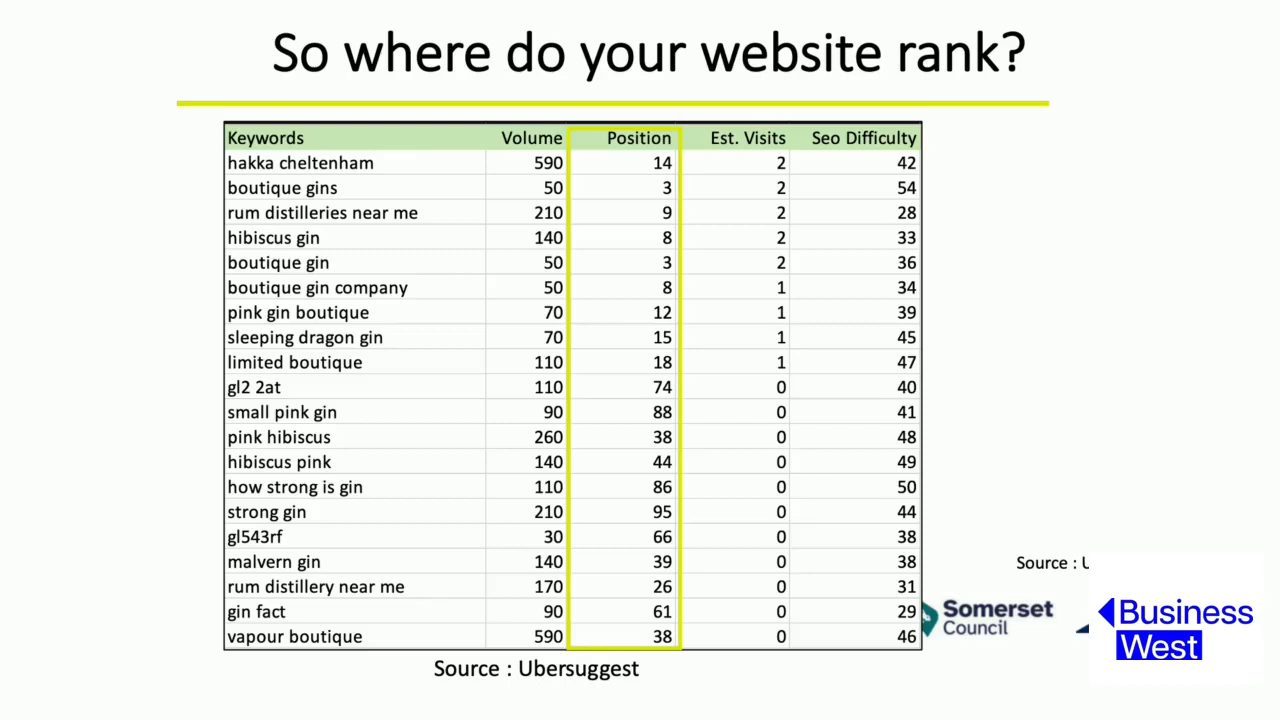 So where do your website rank?
Keywords Volume Position Est. Visits Seo Difficulty
hakka cheltenham 590 14 2 42
boutique gins 50 3 2 54
rum distilleries near me 210 9 2 28
hibiscus gin 140 8 2 33
boutique gin 50 3 2 36
boutique gin company 50 8 1 34
pink gin boutique 70 12 1 39
sleeping dragon gin 70 15 1 45
limited boutique 110 18 1 47
gl2 2at 110 74 0 40
small pink gin 90 88 0 41
pink hibiscus 260 38 0 48
hibiscus pink 140 44 0 49
how strong is gin 110 86 0 50
strong gin 210 95 0 44
gl543rf 30 66 0 38
malvern gin 140 39 0 38
rum distillery near me 170 26 0 31
gin fact 90 61 0 29
vapour boutique 590 38 0 46
Source : Ubersuggest
Source :
Somerset
Council
Business
West